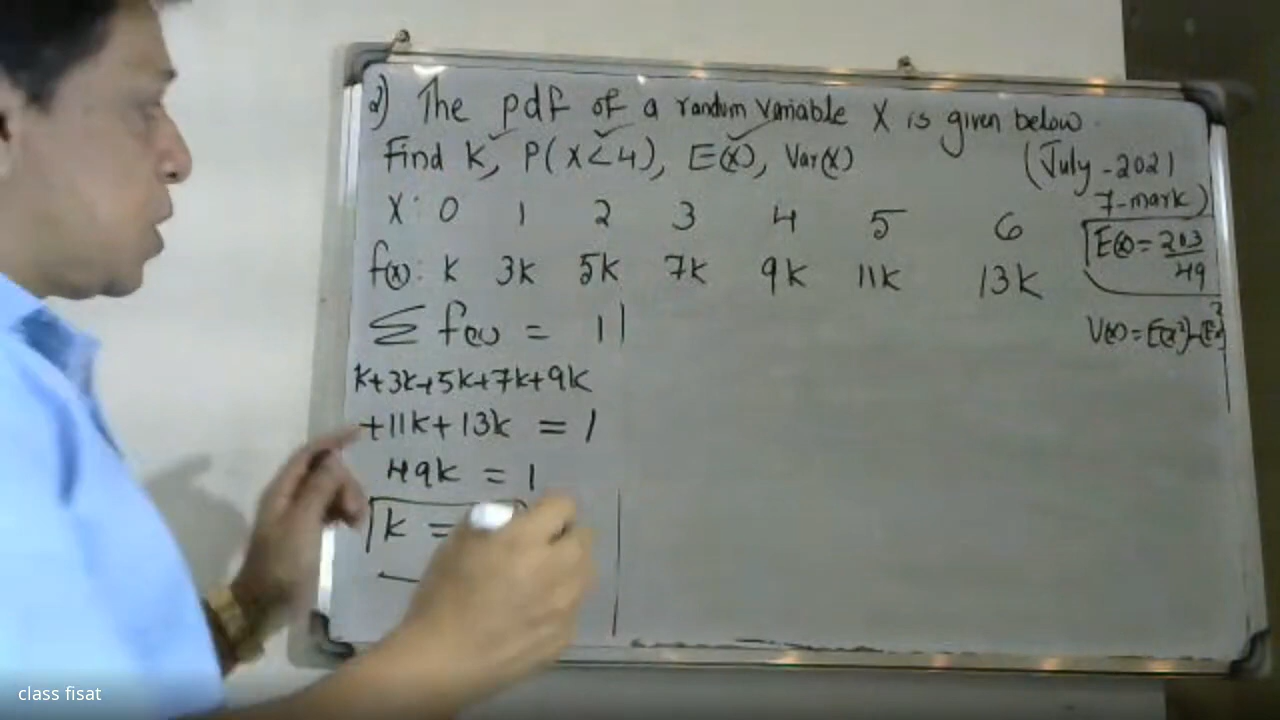 2) The pdf of a random variable X is given below.
Find k, P(X<4), E(X), Var(X)
(July - 2021
7-mark)
X: 0 1 2 3 4 5 6
f(x): k 3k 5k 7k 9k 11k 13k
E(x) = 203/49
Σ f(x) = 1
V(x) = E(x²)-(E(x))²
k+3k+5k+7k+9k
+11k+13k = 1
49k = 1
k =
class fisat